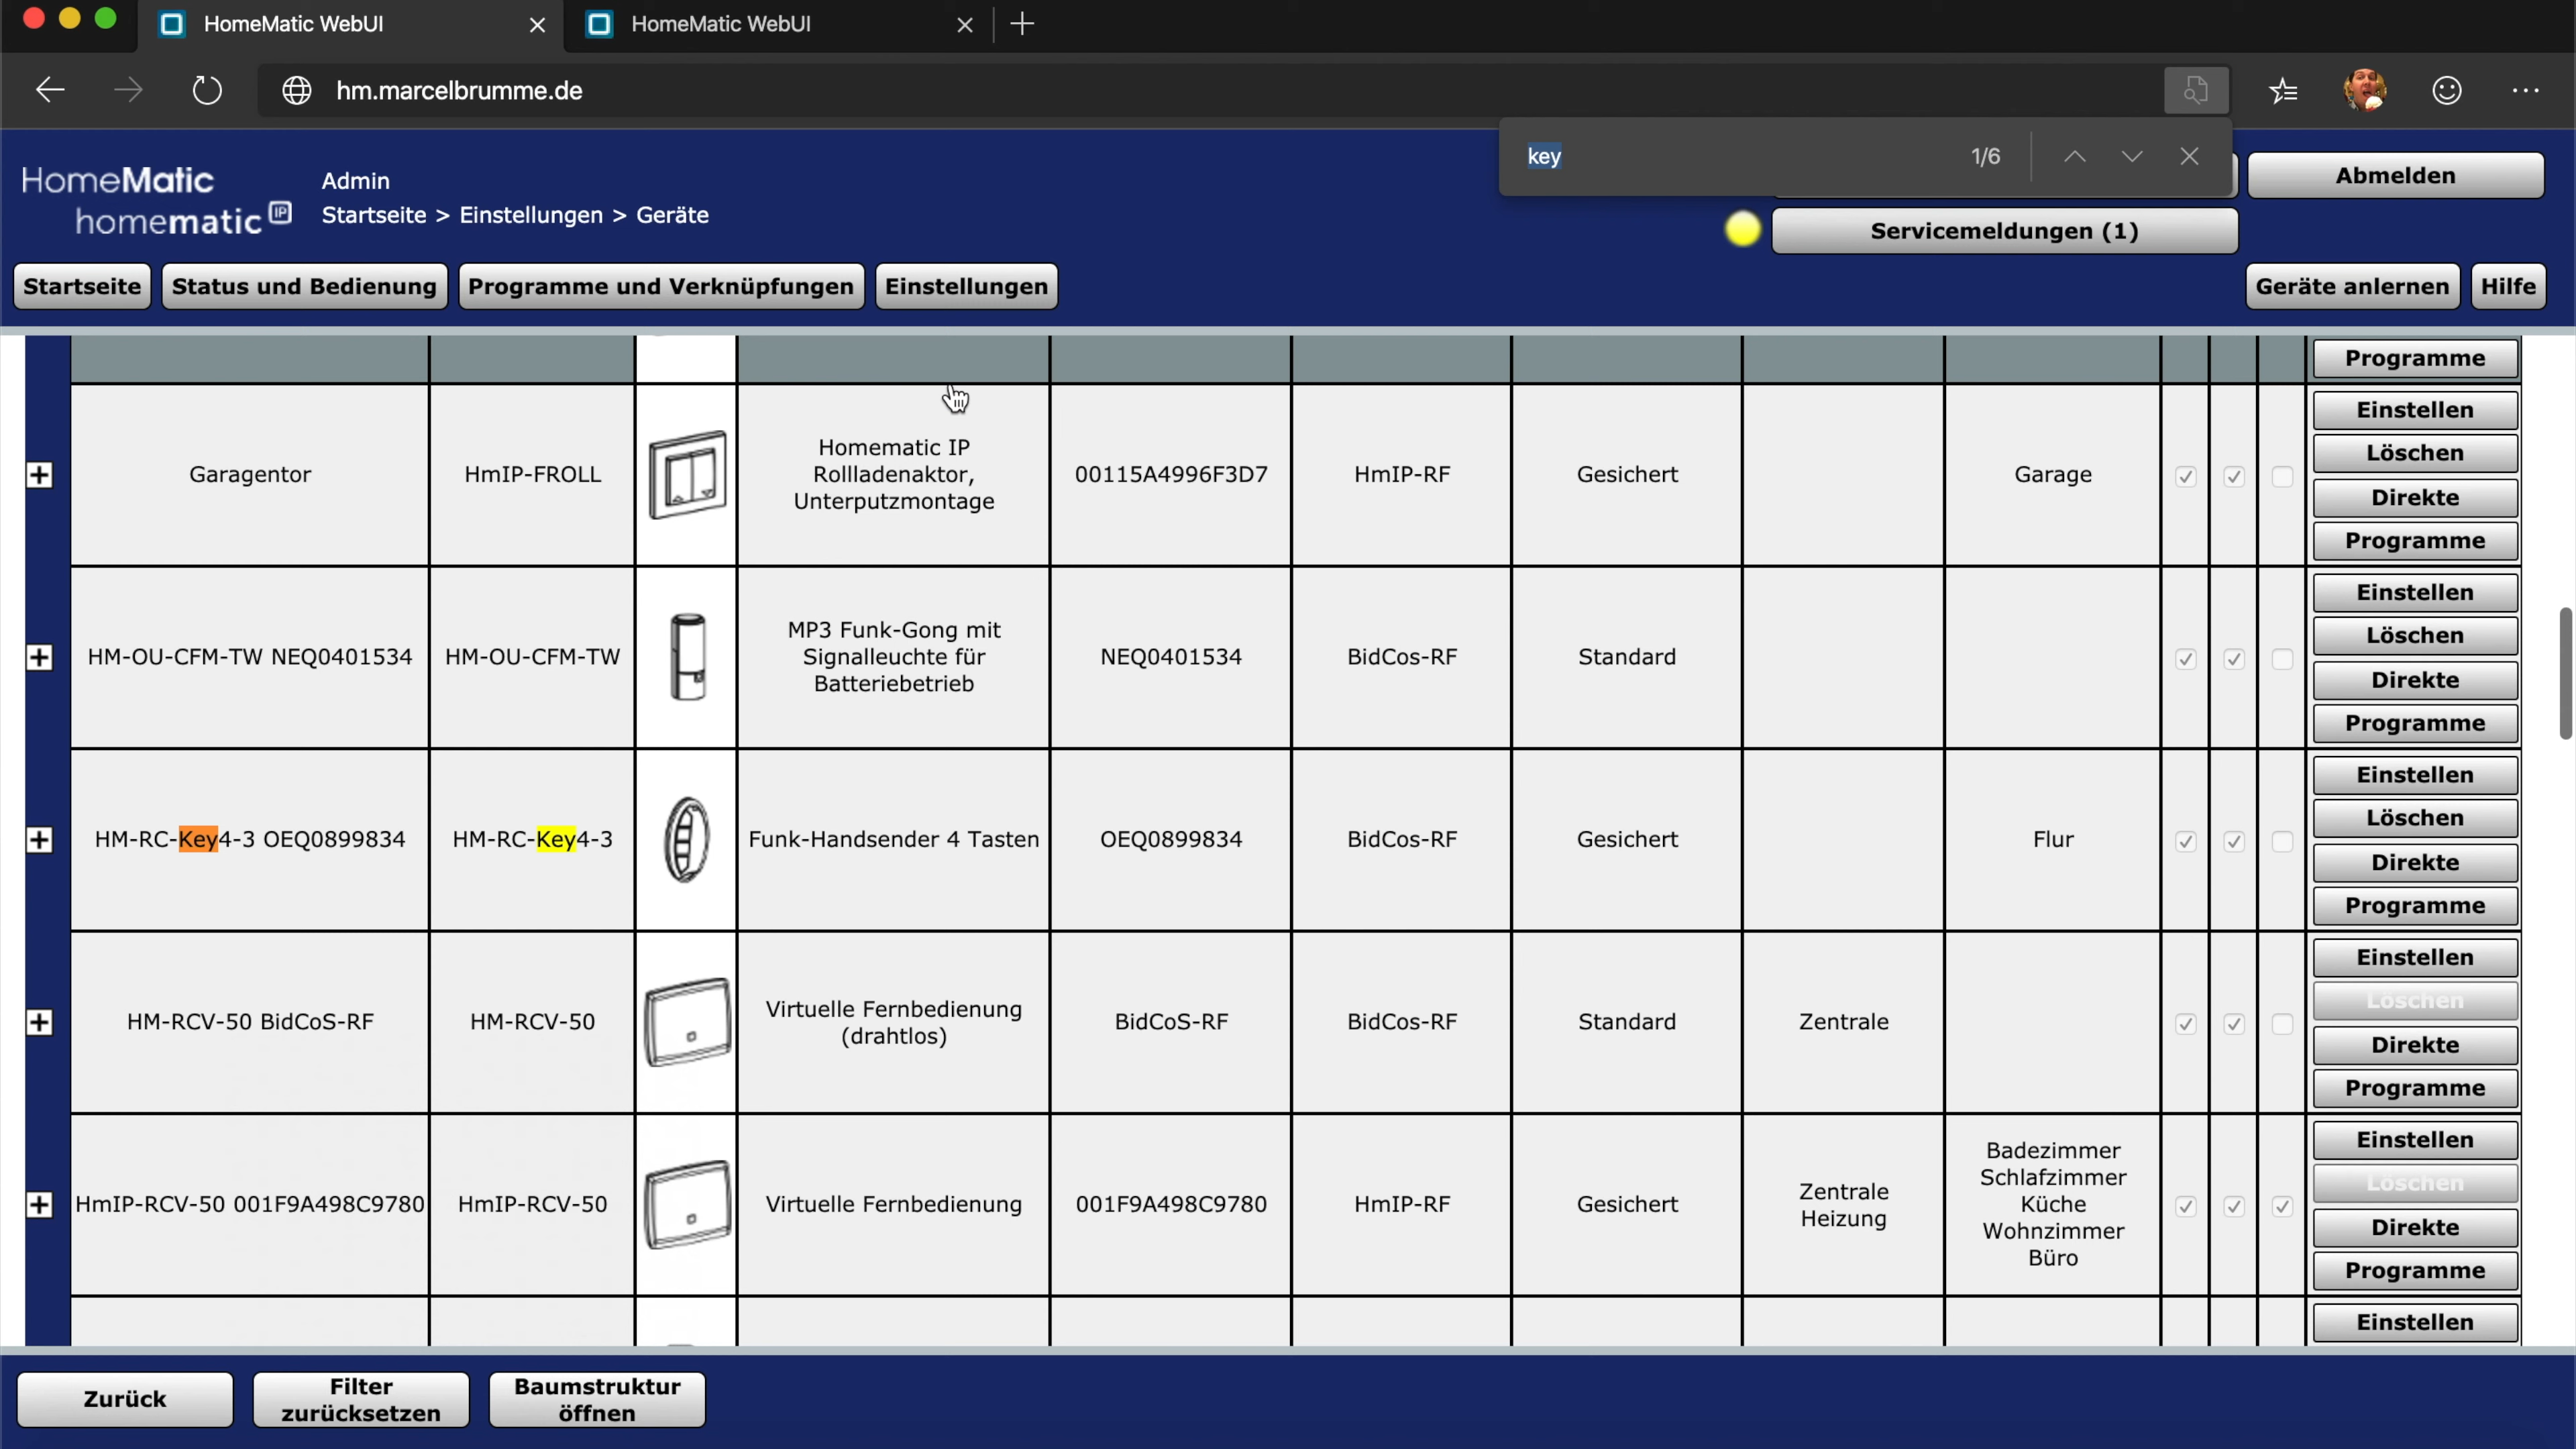 HomeMatic WebUI
HomeMatic WebUI
hm.marcelbrumme.de
key
1/6
HomeMatic
homematic IP
Admin
Startseite > Einstellungen > Geräte
Abmelden
Servicemeldungen (1)
Startseite
Status und Bedienung
Programme und Verknüpfungen
Einstellungen
Geräte anlernen
Hilfe
Programme
Garagentor
HmIP-FROLL
Homematic IP
Rollladenaktor,
Unterputzmontage
00115A4996F3D7
HmIP-RF
Gesichert
Garage
Einstellen
Löschen
Direkte
Programme
HM-OU-CFM-TW NEQ0401534
HM-OU-CFM-TW
MP3 Funk-Gong mit
Signalleuchte für
Batteriebetrieb
NEQ0401534
BidCos-RF
Standard
Einstellen
Löschen
Direkte
Programme
HM-RC-Key4-3 OEQ0899834
HM-RC-Key4-3
Funk-Handsender 4 Tasten
OEQ0899834
BidCos-RF
Gesichert
Flur
Einstellen
Löschen
Direkte
Programme
HM-RCV-50 BidCoS-RF
HM-RCV-50
Virtuelle Fernbedienung
(drahtlos)
BidCoS-RF
BidCos-RF
Standard
Zentrale
Einstellen
Löschen
Direkte
Programme
HmIP-RCV-50 001F9A498C9780
HmIP-RCV-50
Virtuelle Fernbedienung
001F9A498C9780
HmIP-RF
Gesichert
Zentrale
Heizung
Badezimmer
Schlafzimmer
Küche
Wohnzimmer
Büro
Einstellen
Löschen
Direkte
Programme
Einstellen
Zurück
Filter
zurücksetzen
Baumstruktur
öffnen